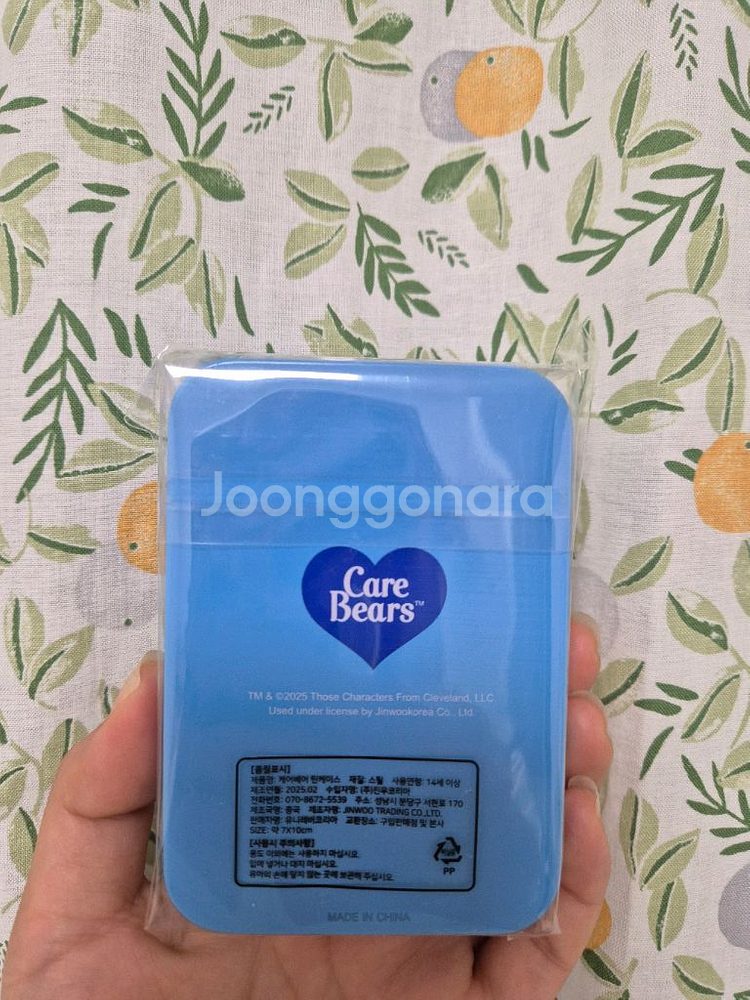 Joonggonara
Care
Bears™
TM & ©2025 Those Characters From Cleveland, LLC
Used under license by Jinwookorea Co., Ltd.
[품질표시]
제품명: 케어베어 틴케이스 재질: 스틸 사용연령: 14세 이상
제조연월: 2025.02 수입자명: (주)진우코리아
전화번호: 070-8672-5539 주소: 성남시 분당구 서현로 170
제조국명: 중국 제조자명: JINWOO TRADING CO.,LTD.
판매자명: 유니레버코리아 교환장소: 구입판매점 및 본사
SIZE: 약 7X10cm
[사용시 주의사항]
용도 이외에는 사용하지 마십시오.
입에 넣거나 대지 마십시오.
유아의 손에 닿지 않는 곳에 보관해 주십시오.
PP
MADE IN CHINA